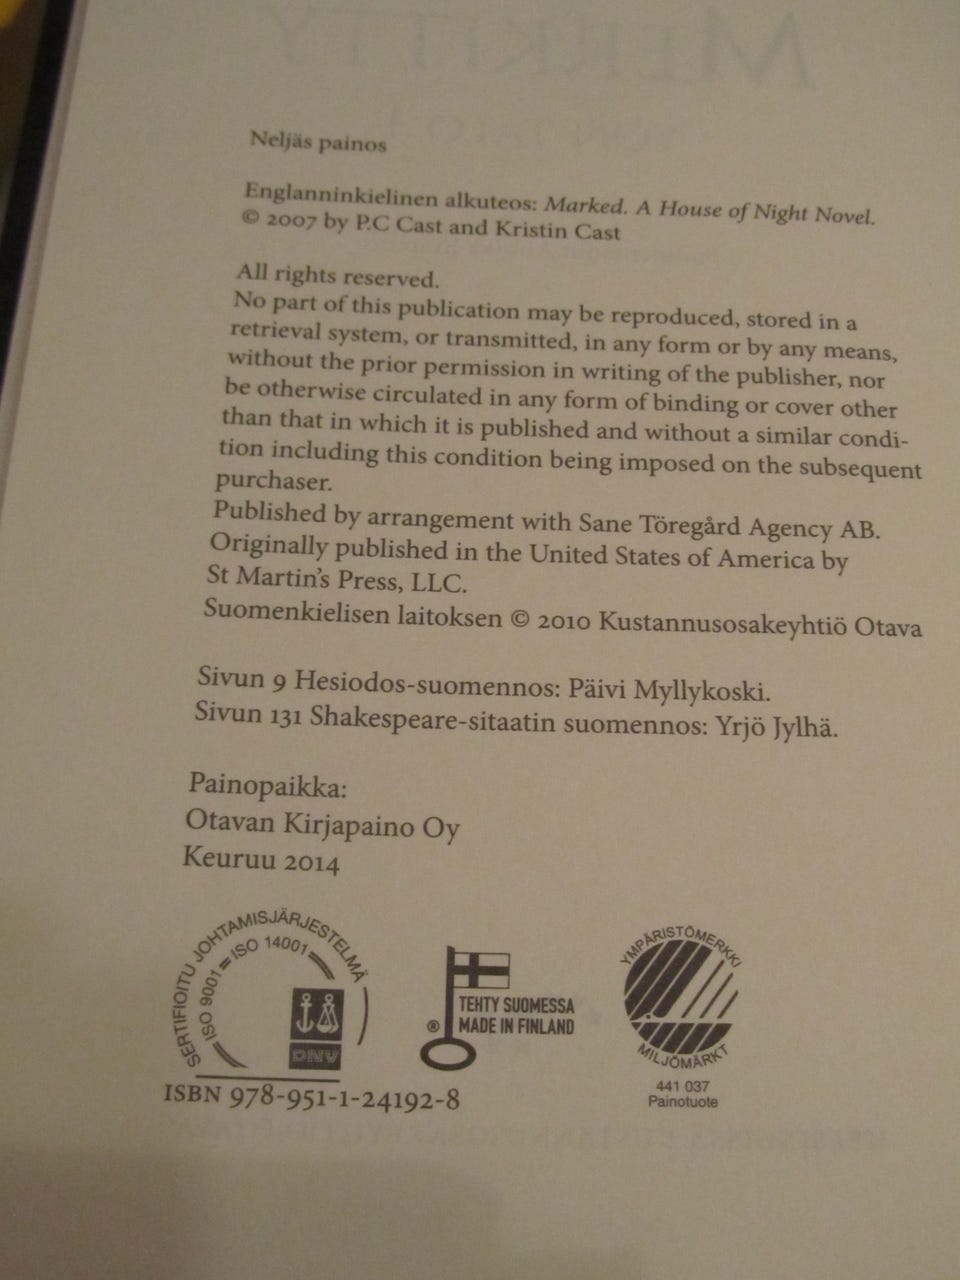 MERKITTY
Neljäs painos
Englanninkielinen alkuteos: Marked. A House of Night Novel.
© 2007 by P.C Cast and Kristin Cast
All rights reserved.
No part of this publication may be reproduced, stored in a
retrieval system, or transmitted, in any form or by any means,
without the prior permission in writing of the publisher, nor
be otherwise circulated in any form of binding or cover other
than that in which it is published and without a similar condi-
tion including this condition being imposed on the subsequent
purchaser.
Published by arrangement with Sane Töregård Agency AB.
Originally published in the United States of America by
St Martin's Press, LLC.
Suomenkielisen laitoksen © 2010 Kustannusosakeyhtiö Otava
Sivun 9 Hesiodos-suomennos: Päivi Myllykoski.
Sivun 131 Shakespeare-sitaatin suomennos: Yrjö Jylhä.
Painopaikka:
Otavan Kirjapaino Oy
Keuruu 2014
SERTIFIOITU JOHTAMISJÄRJESTELMÄ
ISO 9001 = ISO 14001
DNV
® TEHTY SUOMESSA
MADE IN FINLAND
YMPÄRISTÖMERKKI
MILJÖMÄRKT
441 037
Painotuote
ISBN 978-951-1-24192-8